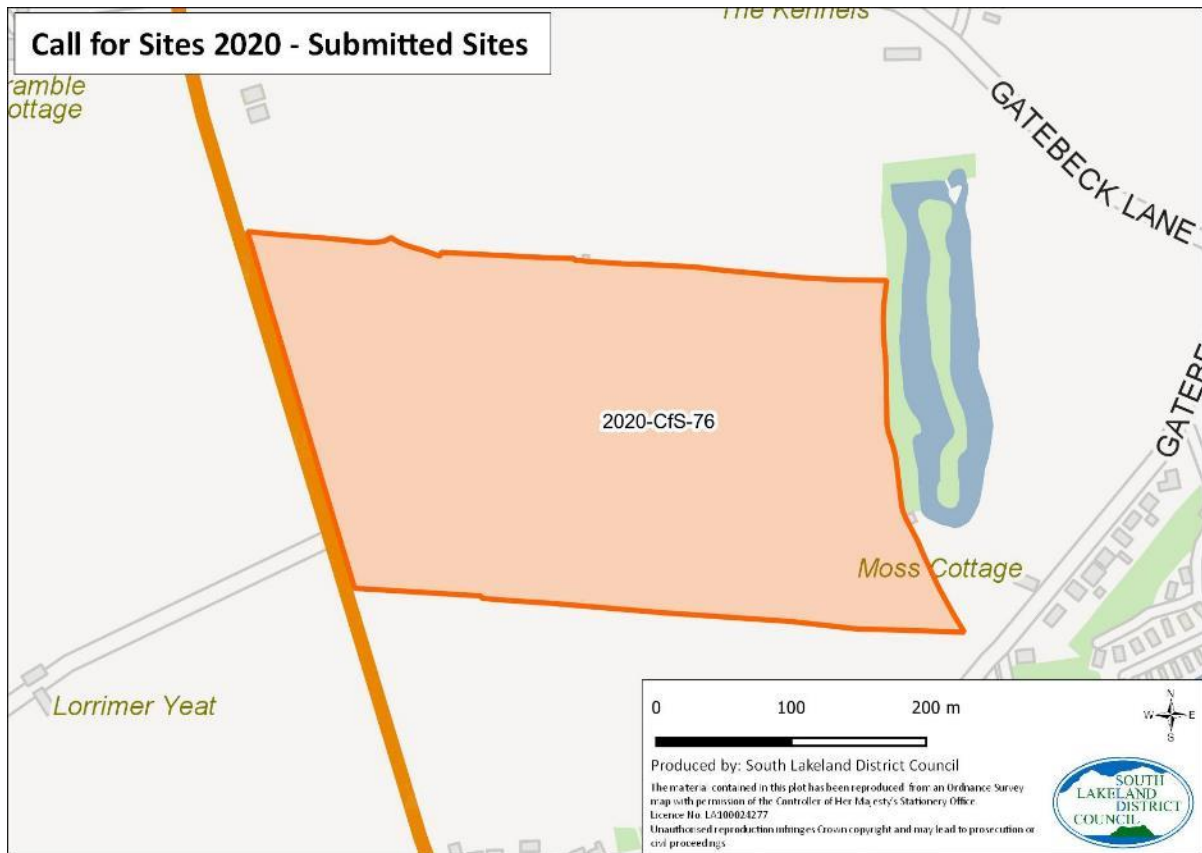 The Kennels
Call for Sites 2020 - Submitted Sites
ramble
ottage
GATEBECK LANE
2020-CfS-76
GATEBE
Moss Cottage
Lorrimer Yeat
0 100 200 m
N
W E
S
Produced by: South Lakeland District Council
The material contained in this plot has been reproduced from an Ordnance Survey
map with permission of the Controller of Her Majesty's Stationery Office.
Licence No. LA100024277
Unauthorised reproduction infringes Crown copyright and may lead to prosecution or
civil proceedings
SOUTH
LAKELAND
DISTRICT
COUNCIL